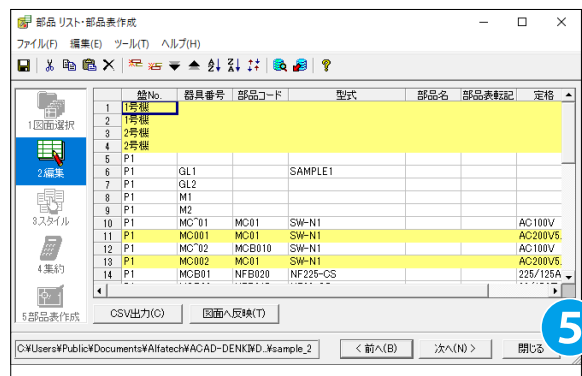 部品 リスト・部品表作成
ファイル(F) 編集(E) ツール(T) ヘルプ(H)
盤No. 器具番号 部品コード 型式 部品名 部品表転記 定格
1 1号機
2 1号機
3 2号機
4 2号機
5 P1
6 P1 GL1 SAMPLE1
7 P1 GL2
8 P1 M1
9 P1 M2
10 P1 MC^01 MC01 SW-N1 AC100V
11 P1 MC001 MC01 SW-N1 AC200V5.
12 P1 MC^02 MCB010 SW-N1 AC100V
13 P1 MC002 MC01 SW-N1 AC200V5.
14 P1 MCB01 NFB020 NF225-CS 225/125A
1.図面選択
2.編集
3.スタイル
4.集約
5.部品表作成
CSV出力(C) 図面へ反映(T)
C:¥Users¥Public¥Documents¥Alfatech¥ACAD-DENKI¥D..¥sample_2
< 前へ(B) 次へ(N) > 閉じる
5